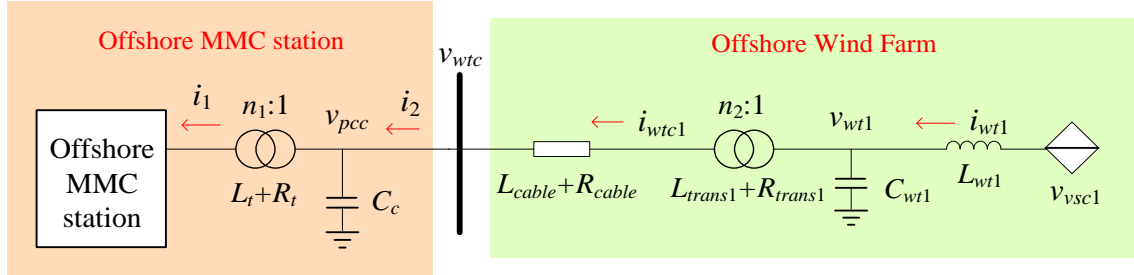 Offshore MMC station
Offshore Wind Farm
v_wtc
i_1
n_1:1
v_pcc
i_2
i_wtc1
n_2:1
v_wt1
i_wt1
Offshore
MMC
station
L_t+R_t
C_c
L_cable+R_cable
L_trans1+R_trans1
C_wt1
L_wt1
v_vsc1